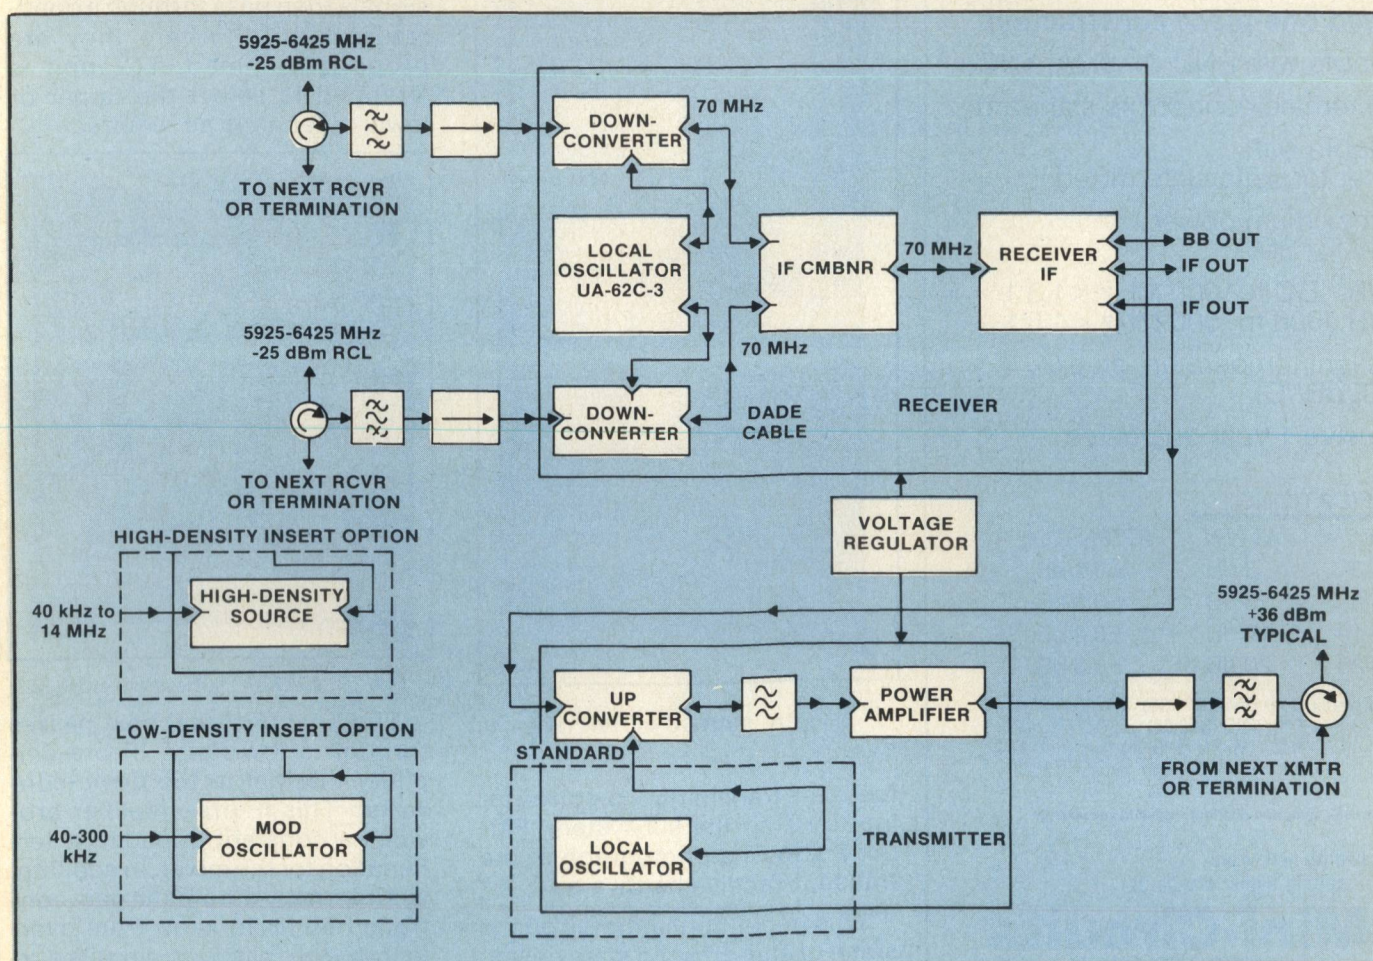 5925-6425 MHz
-25 dBm RCL
TO NEXT RCVR
OR TERMINATION
DOWN-
CONVERTER
70 MHz
LOCAL
OSCILLATOR
UA-62C-3
IF CMBNR
70 MHz
RECEIVER
IF
BB OUT
IF OUT
IF OUT
5925-6425 MHz
-25 dBm RCL
TO NEXT RCVR
OR TERMINATION
70 MHz
DOWN-
CONVERTER
DADE
CABLE
RECEIVER
VOLTAGE
REGULATOR
HIGH-DENSITY INSERT OPTION
40 kHz to
14 MHz
HIGH-DENSITY
SOURCE
LOW-DENSITY INSERT OPTION
40-300
kHz
MOD
OSCILLATOR
UP
CONVERTER
POWER
AMPLIFIER
STANDARD
LOCAL
OSCILLATOR
TRANSMITTER
5925-6425 MHz
+36 dBm
TYPICAL
FROM NEXT XMTR
OR TERMINATION